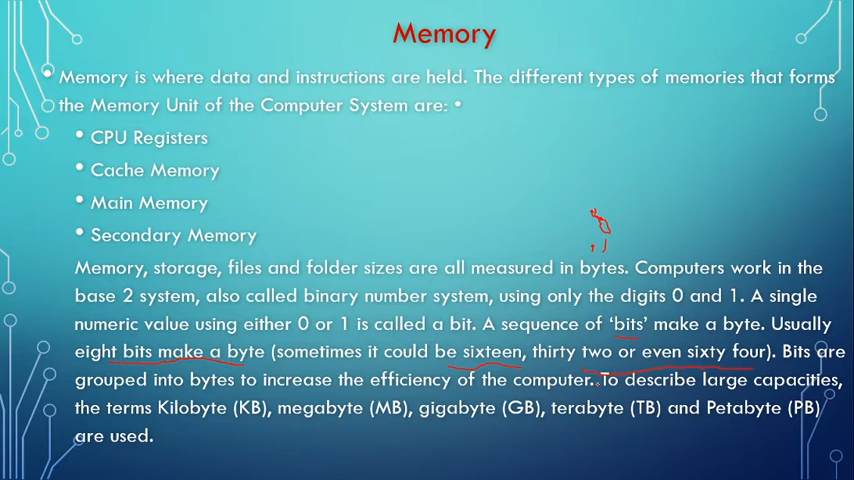 Memory
• Memory is where data and instructions are held. The different types of memories that forms
the Memory Unit of the Computer System are: •
• CPU Registers
• Cache Memory
• Main Memory
• Secondary Memory
Memory, storage, files and folder sizes are all measured in bytes. Computers work in the
base 2 system, also called binary number system, using only the digits 0 and 1. A single
numeric value using either 0 or 1 is called a bit. A sequence of ‘bits’ make a byte. Usually
eight bits make a byte (sometimes it could be sixteen, thirty two or even sixty four). Bits are
grouped into bytes to increase the efficiency of the computer. To describe large capacities,
the terms Kilobyte (KB), megabyte (MB), gigabyte (GB), terabyte (TB) and Petabyte (PB)
are used.